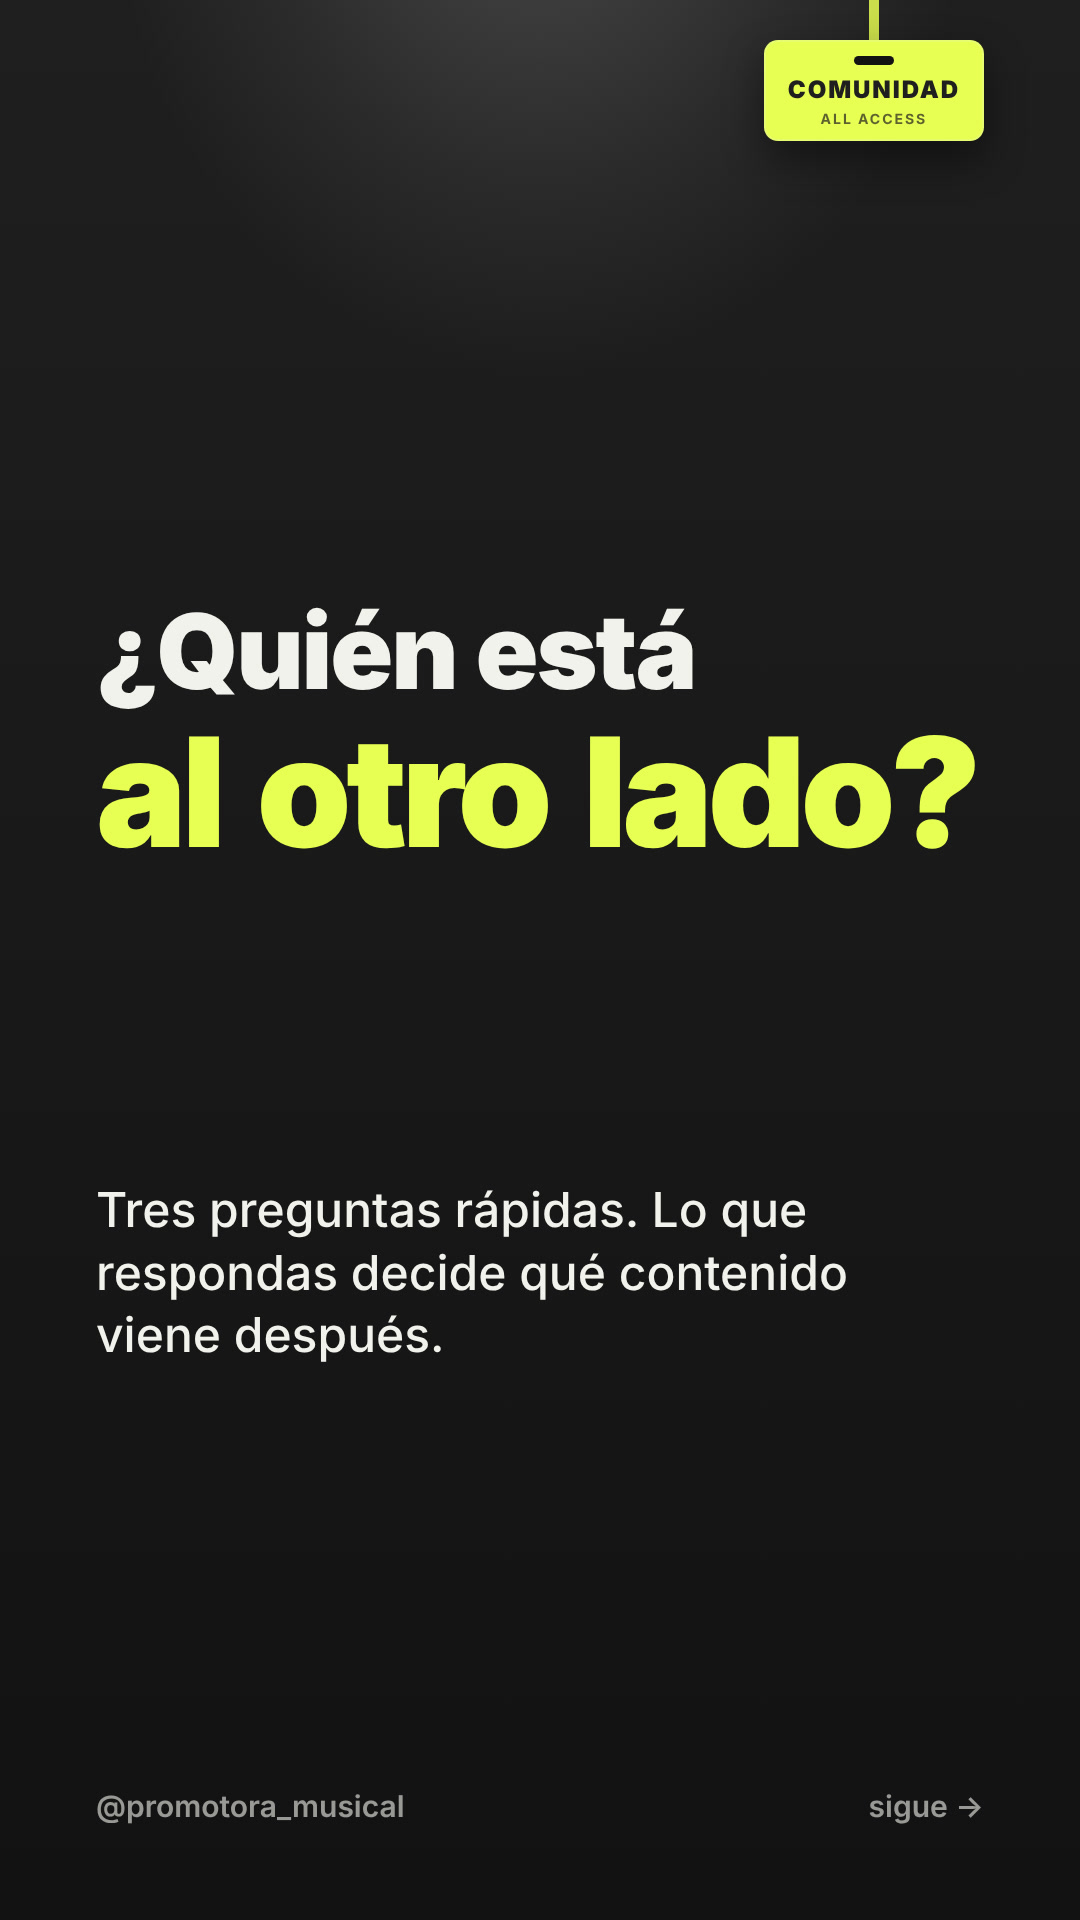 COMUNIDAD
ALL ACCESS
¿Quién está
al otro lado?
Tres preguntas rápidas. Lo que
respondas decide qué contenido
viene después.
@promotora_musical
sigue →